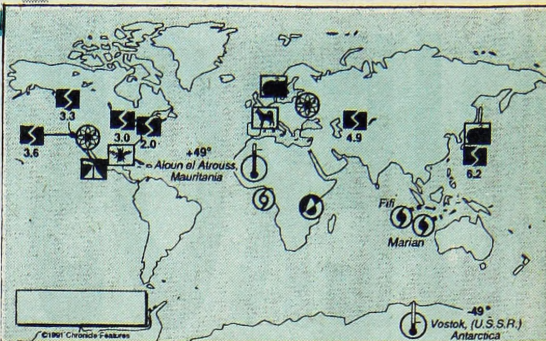 3.3
3.6
3.0
2.0
4.9
6.2
+49°
Aioun el Atrouss,
Mauritania
Fifi
Marian
-49°
Vostok, (U.S.S.R.)
Antarctica
©1991 Chronicle Features